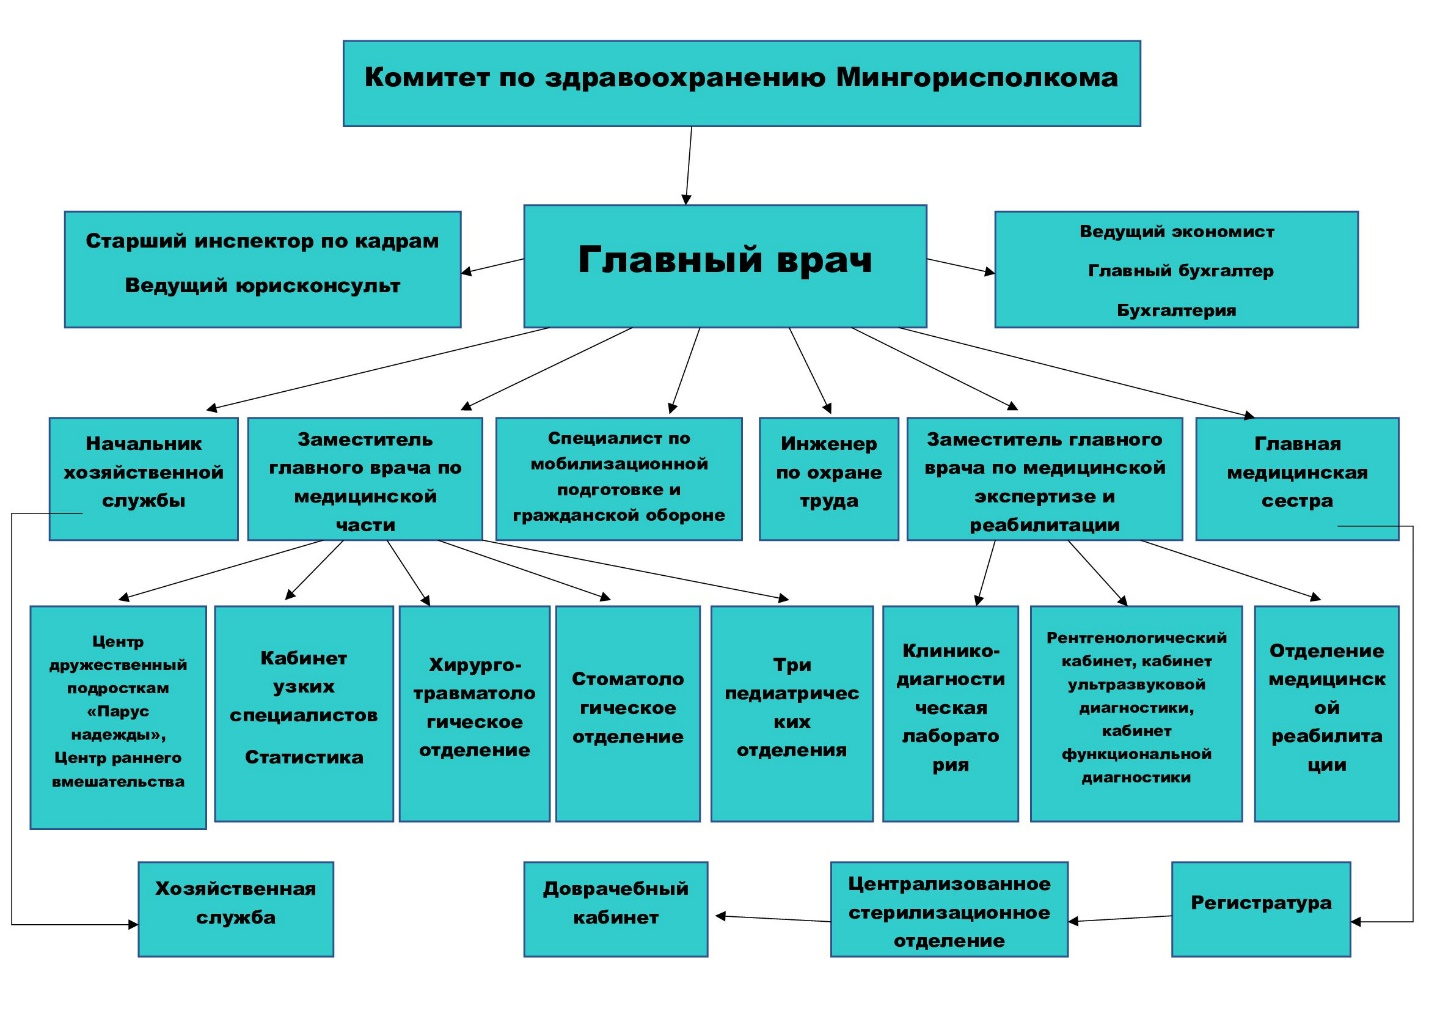 Комитет по здравоохранению Мингорисполкома
Старший инспектор по кадрам
Ведущий юрисконсульт
Главный врач
Ведущий экономист
Главный бухгалтер
Бухгалтерия
Начальник
хозяйственной
службы
Заместитель
главного врача по
медицинской
части
Специалист по
мобилизационной
подготовке и
гражданской обороне
Инженер
по охране
труда
Заместитель главного
врача по медицинской
экспертизе и
реабилитации
Главная
медицинская
сестра
Центр
дружественный
подросткам
«Парус
надежды»,
Центр раннего
вмешательства
Кабинет
узких
специалистов
Статистика
Хирурго-
травматоло
гическое
отделение
Стоматоло
гическое
отделение
Три
педиатричес
ких
отделения
Клинико-
диагности
ческая
лаборато
рия
Рентгенологический
кабинет, кабинет
ультразвуковой
диагностики,
кабинет
функциональной
диагностики
Отделение
медицинск
ой
реабилита
ции
Хозяйственная
служба
Доврачебный
кабинет
Централизованное
стерилизационное
отделение
Регистратура